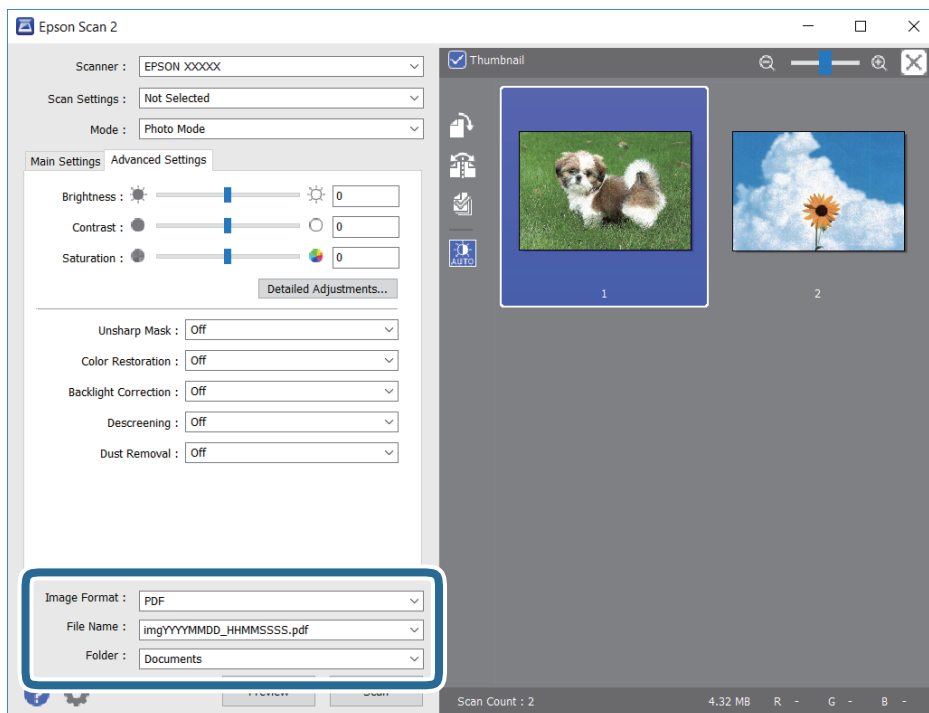 Epson Scan 2
Scanner : EPSON XXXXX
Scan Settings : Not Selected
Mode : Photo Mode
Main Settings Advanced Settings
Brightness : 0
Contrast : 0
Saturation : 0
Detailed Adjustments...
Unsharp Mask : Off
Color Restoration : Off
Backlight Correction : Off
Descreening : Off
Dust Removal : Off
Image Format : PDF
File Name : imgYYYYMMDD_HHMMSSSS.pdf
Folder : Documents
? Preview Scan
Thumbnail
AUTO
1 2
Scan Count : 2 4.32 MB R - G - B -